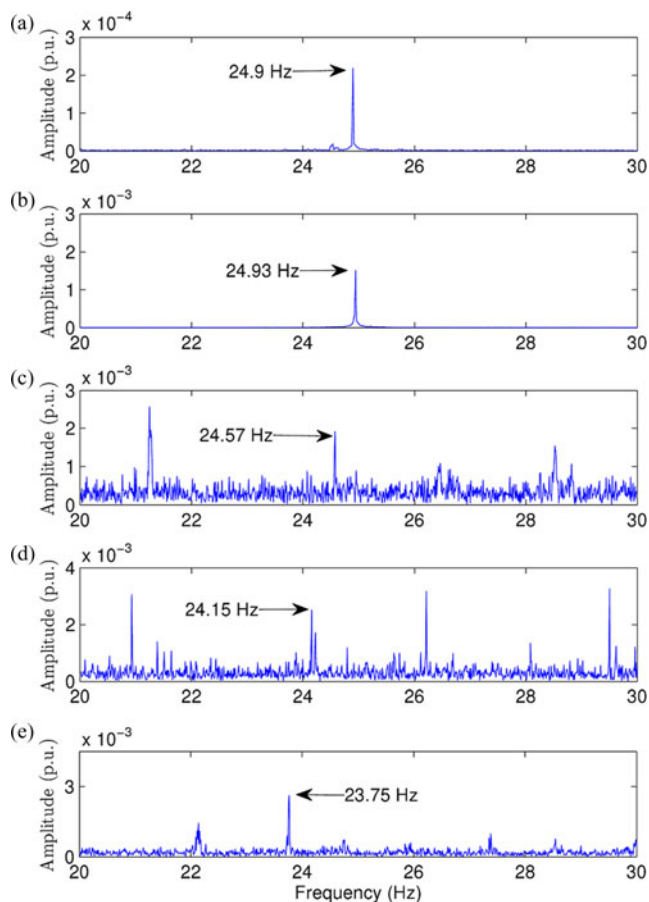 (a)
× 10⁻⁴
Amplitude (p.u.)
3
2
1
0
24.9 Hz
20 22 24 26 28 30
(b)
× 10⁻³
Amplitude (p.u.)
3
2
1
0
24.93 Hz
20 22 24 26 28 30
(c)
× 10⁻³
Amplitude (p.u.)
3
2
1
0
24.57 Hz
20 22 24 26 28 30
(d)
× 10⁻³
Amplitude (p.u.)
4
2
0
24.15 Hz
20 22 24 26 28 30
(e)
× 10⁻³
Amplitude (p.u.)
3
0
23.75 Hz
20 22 24 26 28 30
Frequency (Hz)